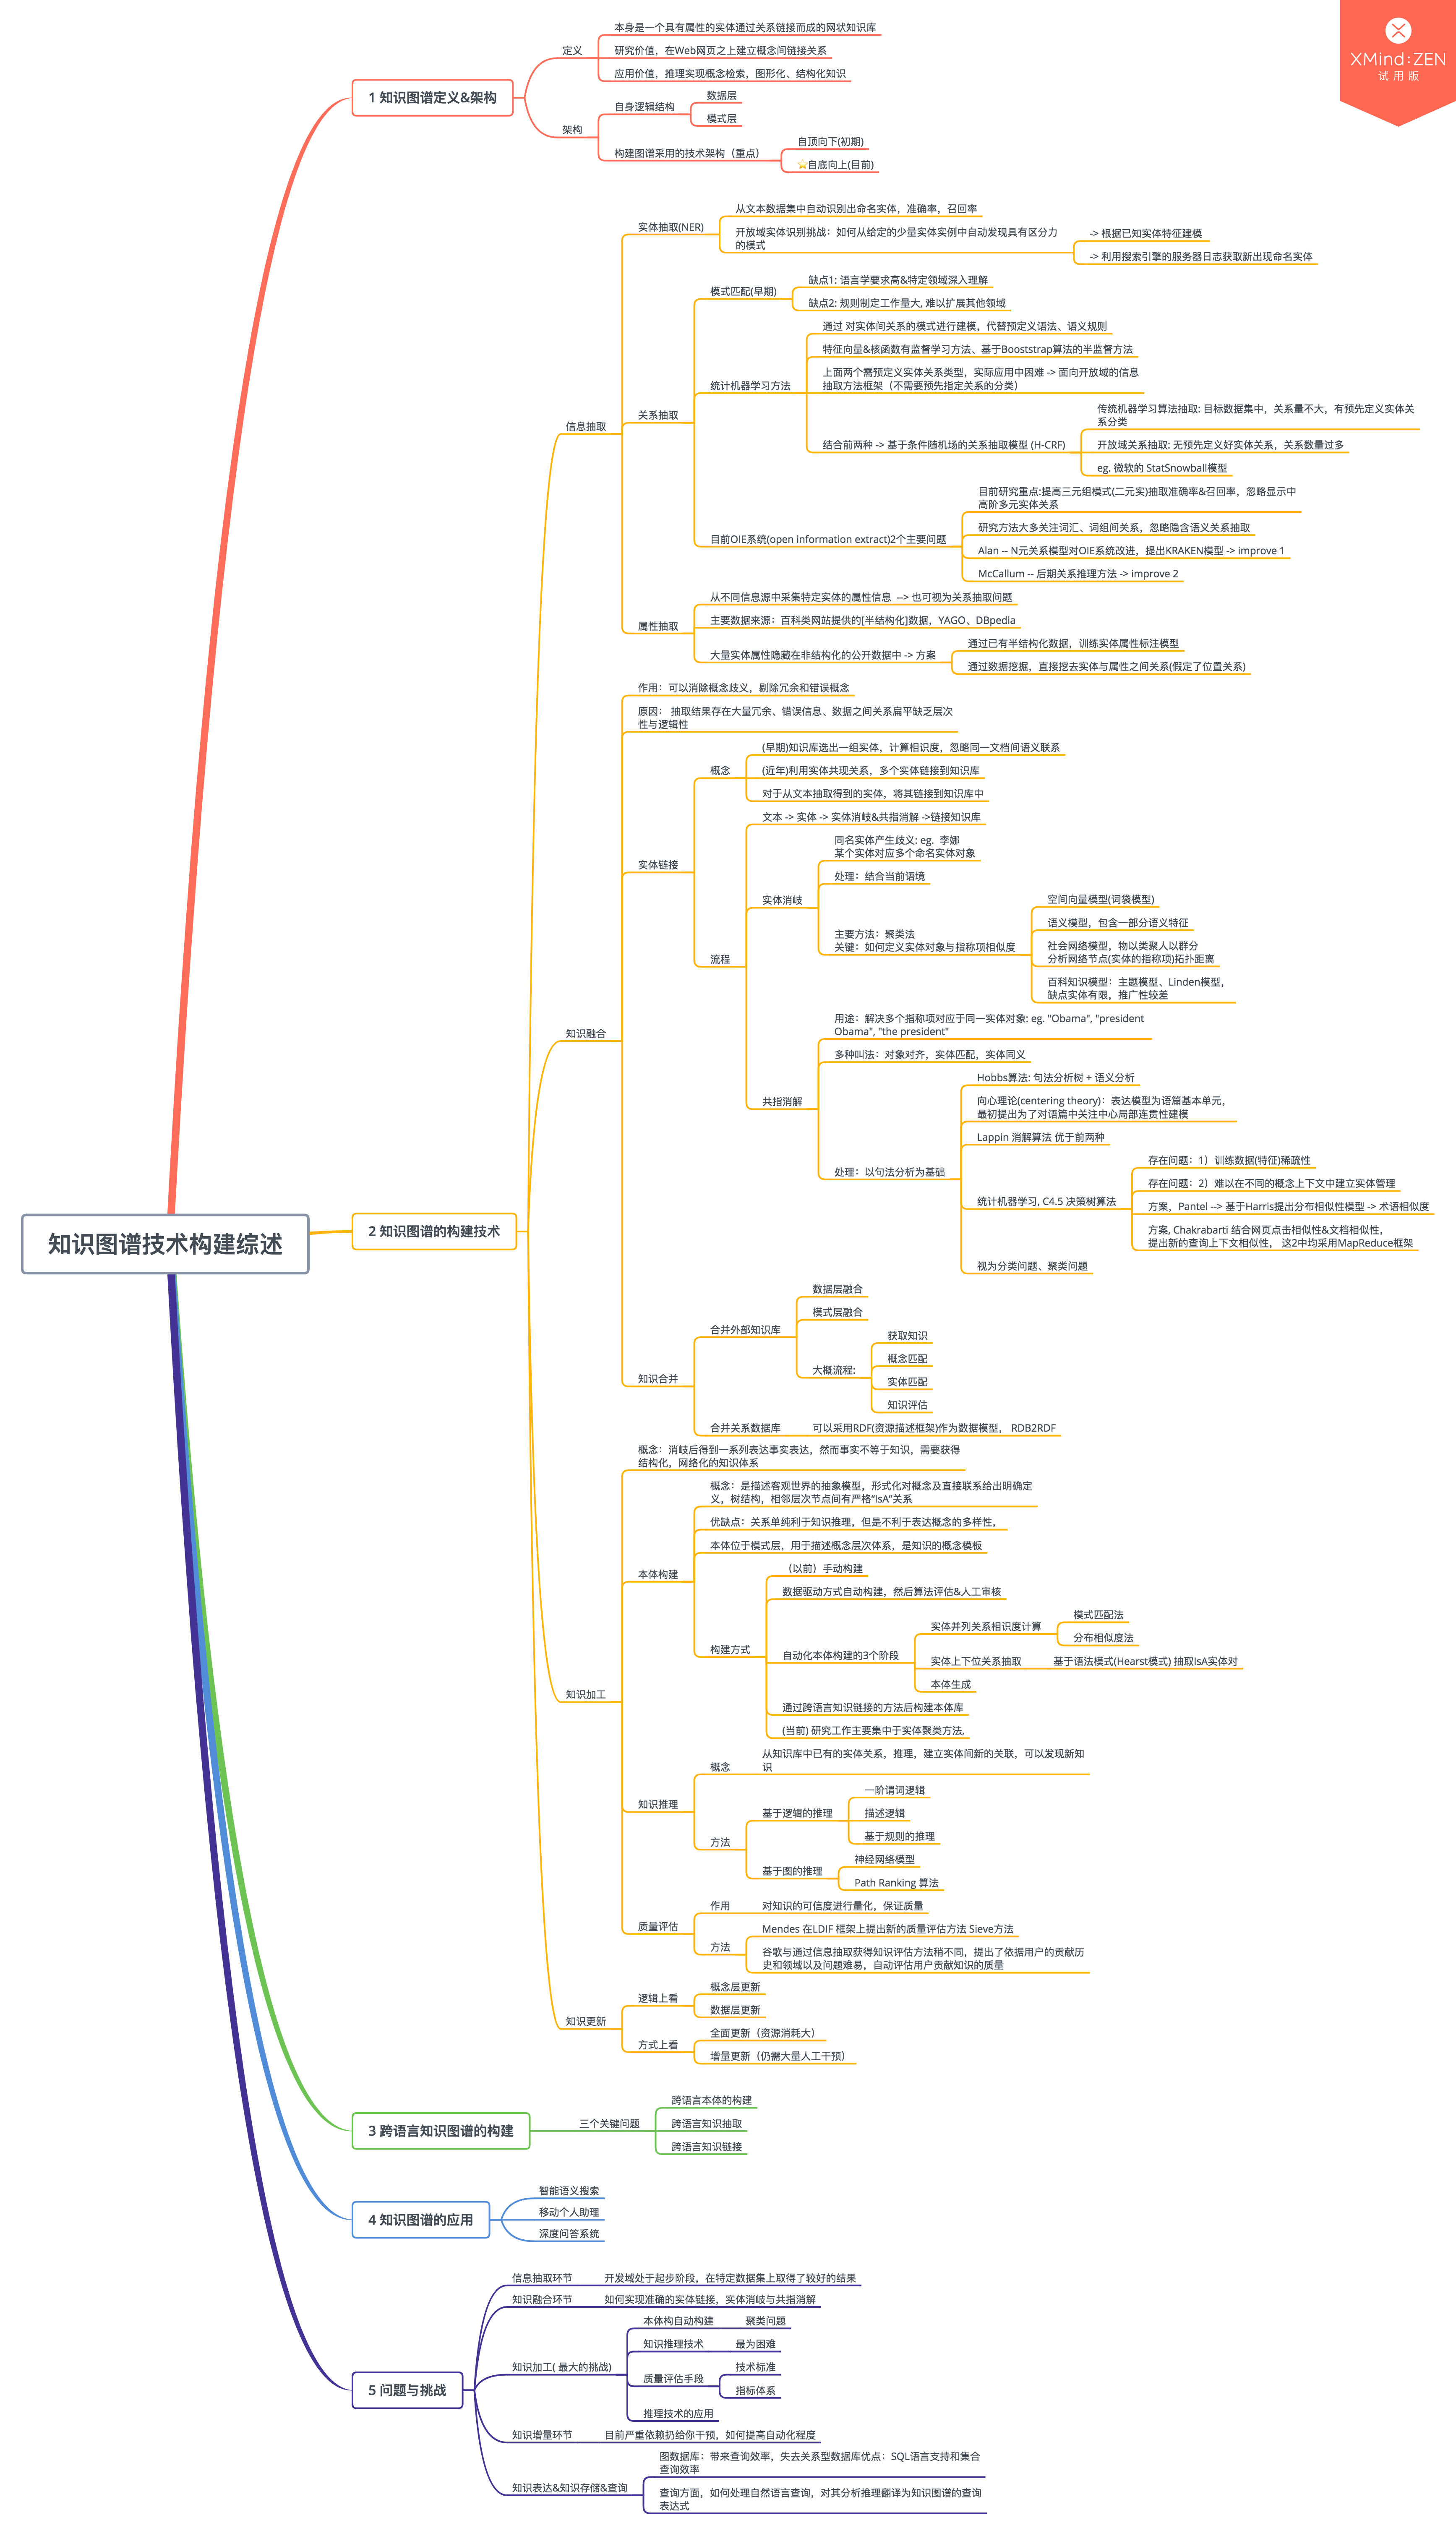 XMind:ZEN
试用版
知识图谱技术构建综述
1 知识图谱定义&架构
定义
本身是一个具有属性的实体通过关系链接而成的网状知识库
研究价值，在Web网页之上建立概念间链接关系
应用价值，推理实现概念检索，图形化、结构化知识
架构
自身逻辑结构
数据层
模式层
构建图谱采用的技术架构（重点）
自顶向下(初期)
自底向上(目前)
2 知识图谱的构建技术
信息抽取
实体抽取(NER)
从文本数据集中自动识别出命名实体，准确率，召回率
开放域实体识别挑战：如何从给定的少量实体实例中自动发现具有区分力
的模式
-> 根据已知实体特征建模
-> 利用搜索引擎的服务器日志获取新出现命名实体
关系抽取
模式匹配(早期)
缺点1: 语言学要求高&特定领域深入理解
缺点2: 规则制定工作量大, 难以扩展其他领域
统计机器学习方法
通过 对实体间关系的模式进行建模，代替预定义语法、语义规则
特征向量&核函数有监督学习方法、基于Booststrap算法的半监督方法
上面两个需预定义实体关系类型，实际应用中困难 -> 面向开放域的信息
抽取方法框架（不需要预先指定关系的分类）
结合前两种 -> 基于条件随机场的关系抽取模型 (H-CRF)
传统机器学习算法抽取: 目标数据集中，关系量不大，有预先定义实体关
系分类
开放域关系抽取: 无预先定义好实体关系，关系数量过多
eg. 微软的 StatSnowball模型
目前OIE系统(open information extract)2个主要问题
目前研究重点:提高三元组模式(二元实)抽取准确率&召回率，忽略显示中
高阶多元实体关系
研究方法大多关注词汇、词组间关系，忽略隐含语义关系抽取
Alan -- N元关系模型对OIE系统改进，提出KRAKEN模型 -> improve 1
McCallum -- 后期关系推理方法 -> improve 2
属性抽取
从不同信息源中采集特定实体的属性信息 --> 也可视为关系抽取问题
主要数据来源：百科类网站提供的[半结构化]数据，YAGO、DBpedia
大量实体属性隐藏在非结构化的公开数据中 -> 方案
通过已有半结构化数据，训练实体属性标注模型
通过数据挖掘，直接挖去实体与属性之间关系(假定了位置关系)
知识融合
作用：可以消除概念歧义，剔除冗余和错误概念
原因： 抽取结果存在大量冗余、错误信息、数据之间关系扁平缺乏层次
性与逻辑性
实体链接
概念
(早期)知识库选出一组实体，计算相识度，忽略同一文档间语义联系
(近年)利用实体共现关系，多个实体链接到知识库
对于从文本抽取得到的实体，将其链接到知识库中
流程
文本 -> 实体 -> 实体消岐&共指消解 ->链接知识库
实体消岐
同名实体产生歧义: eg. 李娜
某个实体对应多个命名实体对象
处理：结合当前语境
主要方法：聚类法
关键：如何定义实体对象与指称项相似度
空间向量模型(词袋模型)
语义模型，包含一部分语义特征
社会网络模型，物以类聚人以群分
分析网络节点(实体的指称项)拓扑距离
百科知识模型：主题模型、Linden模型，
缺点实体有限，推广性较差
共指消解
用途：解决多个指称项对应于同一实体对象: eg. "Obama", "president
Obama", "the president"
多种叫法：对象对齐，实体匹配，实体同义
处理：以句法分析为基础
Hobbs算法: 句法分析树 + 语义分析
向心理论(centering theory)：表达模型为语篇基本单元，
最初提出为了对语篇中关注中心局部连贯性建模
Lappin 消解算法 优于前两种
统计机器学习, C4.5 决策树算法
存在问题：1）训练数据(特征)稀疏性
存在问题：2）难以在不同的概念上下文中建立实体管理
方案，Pantel --> 基于Harris提出分布相似性模型 -> 术语相似度
方案, Chakrabarti 结合网页点击相似性&文档相似性，
提出新的查询上下文相似性， 这2中均采用MapReduce框架
视为分类问题、聚类问题
知识合并
合并外部知识库
数据层融合
模式层融合
大概流程:
获取知识
概念匹配
实体匹配
知识评估
合并关系数据库
可以采用RDF(资源描述框架)作为数据模型， RDB2RDF
知识加工
概念：消岐后得到一系列表达事实表达，然而事实不等于知识，需要获得
结构化，网络化的知识体系
本体构建
概念：是描述客观世界的抽象模型，形式化对概念及直接联系给出明确定
义，树结构，相邻层次节点间有严格“IsA”关系
优缺点：关系单纯利于知识推理，但是不利于表达概念的多样性，
本体位于模式层，用于描述概念层次体系，是知识的概念模板
构建方式
（以前）手动构建
数据驱动方式自动构建，然后算法评估&人工审核
自动化本体构建的3个阶段
实体并列关系相识度计算
模式匹配法
分布相似度法
实体上下位关系抽取
基于语法模式(Hearst模式) 抽取IsA实体对
本体生成
通过跨语言知识链接的方法后构建本体库
(当前) 研究工作主要集中于实体聚类方法,
知识推理
概念
从知识库中已有的实体关系，推理，建立实体间新的关联，可以发现新知
识
方法
基于逻辑的推理
一阶谓词逻辑
描述逻辑
基于规则的推理
基于图的推理
神经网络模型
Path Ranking 算法
质量评估
作用
对知识的可信度进行量化，保证质量
方法
Mendes 在LDIF 框架上提出新的质量评估方法 Sieve方法
谷歌与通过信息抽取获得知识评估方法稍不同，提出了依据用户的贡献历
史和领域以及问题难易，自动评估用户贡献知识的质量
知识更新
逻辑上看
概念层更新
数据层更新
方式上看
全面更新（资源消耗大）
增量更新（仍需大量人工干预）
3 跨语言知识图谱的构建
三个关键问题
跨语言本体的构建
跨语言知识抽取
跨语言知识链接
4 知识图谱的应用
智能语义搜索
移动个人助理
深度问答系统
5 问题与挑战
信息抽取环节
开发域处于起步阶段，在特定数据集上取得了较好的结果
知识融合环节
如何实现准确的实体链接，实体消岐与共指消解
知识加工( 最大的挑战)
本体构自动构建
聚类问题
知识推理技术
最为困难
质量评估手段
技术标准
指标体系
推理技术的应用
知识增量环节
目前严重依赖扔给你干预，如何提高自动化程度
知识表达&知识存储&查询
图数据库：带来查询效率，失去关系型数据库优点：SQL语言支持和集合
查询效率
查询方面，如何处理自然语言查询，对其分析推理翻译为知识图谱的查询
表达式